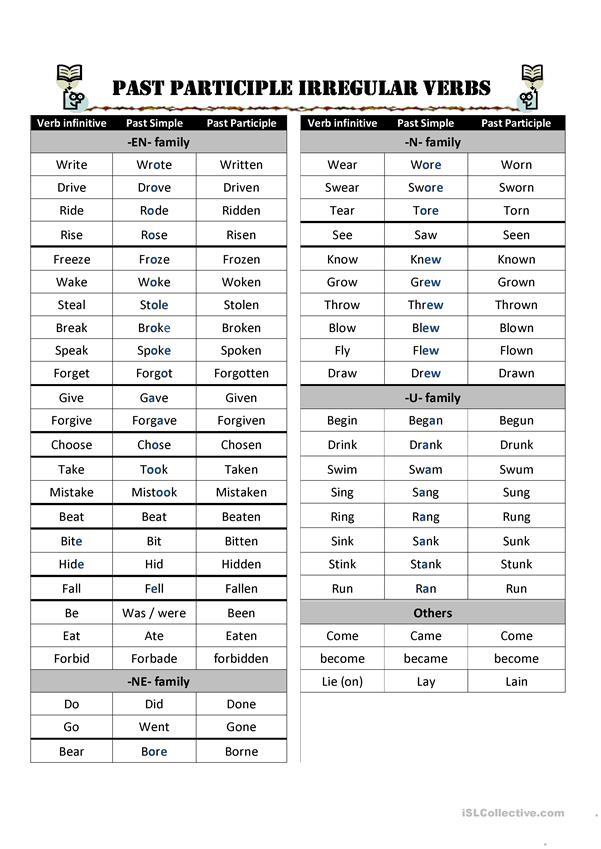 PAST PARTICIPLE IRREGULAR VERBS
Verb infinitive Past Simple Past Participle
-EN- family
Write Wrote Written
Drive Drove Driven
Ride Rode Ridden
Rise Rose Risen
Freeze Froze Frozen
Wake Woke Woken
Steal Stole Stolen
Break Broke Broken
Speak Spoke Spoken
Forget Forgot Forgotten
Give Gave Given
Forgive Forgave Forgiven
Choose Chose Chosen
Take Took Taken
Mistake Mistook Mistaken
Beat Beat Beaten
Bite Bit Bitten
Hide Hid Hidden
Fall Fell Fallen
Be Was / were Been
Eat Ate Eaten
Forbid Forbade forbidden
-NE- family
Do Did Done
Go Went Gone
Bear Bore Borne
Verb infinitive Past Simple Past Participle
-N- family
Wear Wore Worn
Swear Swore Sworn
Tear Tore Torn
See Saw Seen
Know Knew Known
Grow Grew Grown
Throw Threw Thrown
Blow Blew Blown
Fly Flew Flown
Draw Drew Drawn
-U- family
Begin Began Begun
Drink Drank Drunk
Swim Swam Swum
Sing Sang Sung
Ring Rang Rung
Sink Sank Sunk
Stink Stank Stunk
Run Ran Run
Others
Come Came Come
become became become
Lie (on) Lay Lain
iSLCollective.com